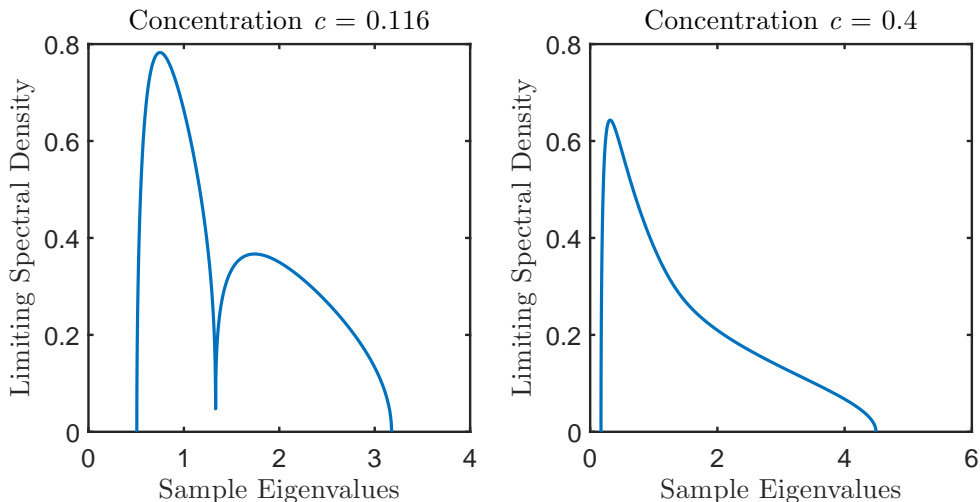 Concentration c = 0.116
Limiting Spectral Density
0.8
0.6
0.4
0.2
0
0 1 2 3 4
Sample Eigenvalues
Concentration c = 0.4
Limiting Spectral Density
0.8
0.6
0.4
0.2
0
0 2 4 6
Sample Eigenvalues